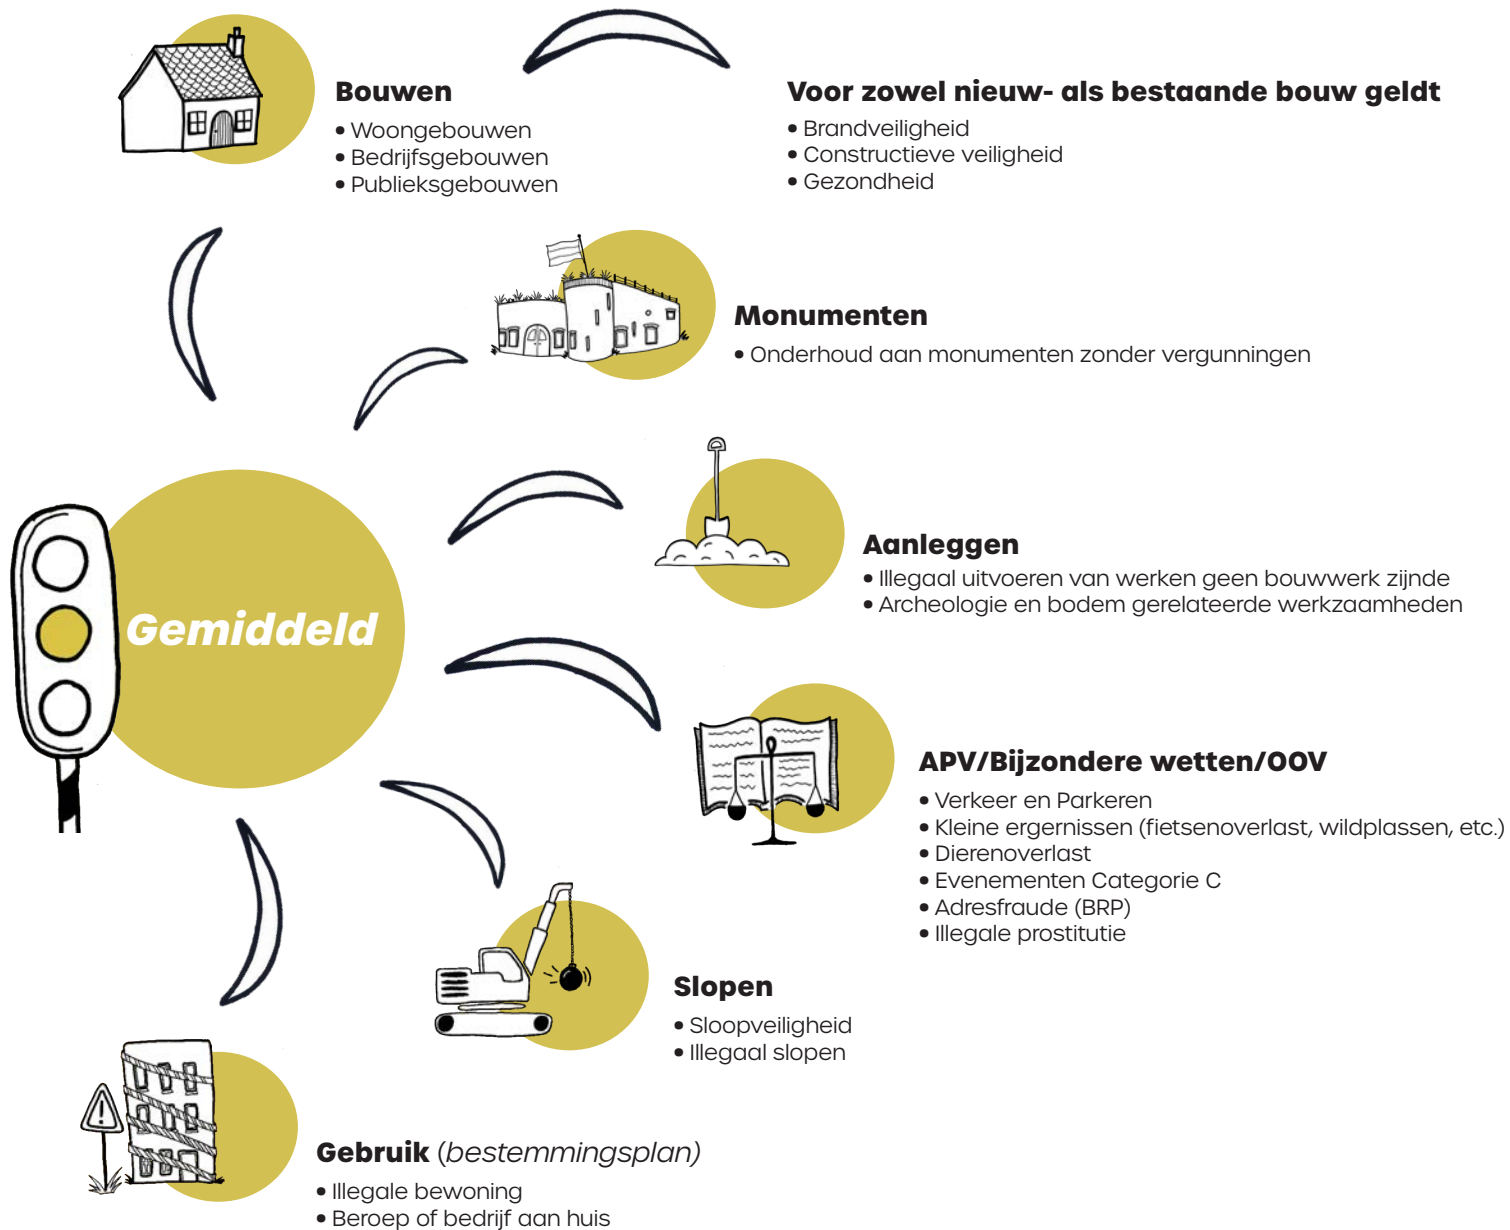 Bouwen
• Woongebouwen
• Bedrijfsgebouwen
• Publieksgebouwen
Voor zowel nieuw- als bestaande bouw geldt
• Brandveiligheid
• Constructieve veiligheid
• Gezondheid
Monumenten
• Onderhoud aan monumenten zonder vergunningen
Aanleggen
• Illegaal uitvoeren van werken geen bouwwerk zijnde
• Archeologie en bodem gerelateerde werkzaamheden
Gemiddeld
APV/Bijzondere wetten/OOV
• Verkeer en Parkeren
• Kleine ergernissen (fietsenoverlast, wildplassen, etc.)
• Dierenoverlast
• Evenementen Categorie C
• Adresfraude (BRP)
• Illegale prostitutie
Slopen
• Sloopveiligheid
• Illegaal slopen
Gebruik (bestemmingsplan)
• Illegale bewoning
• Beroep of bedrijf aan huis